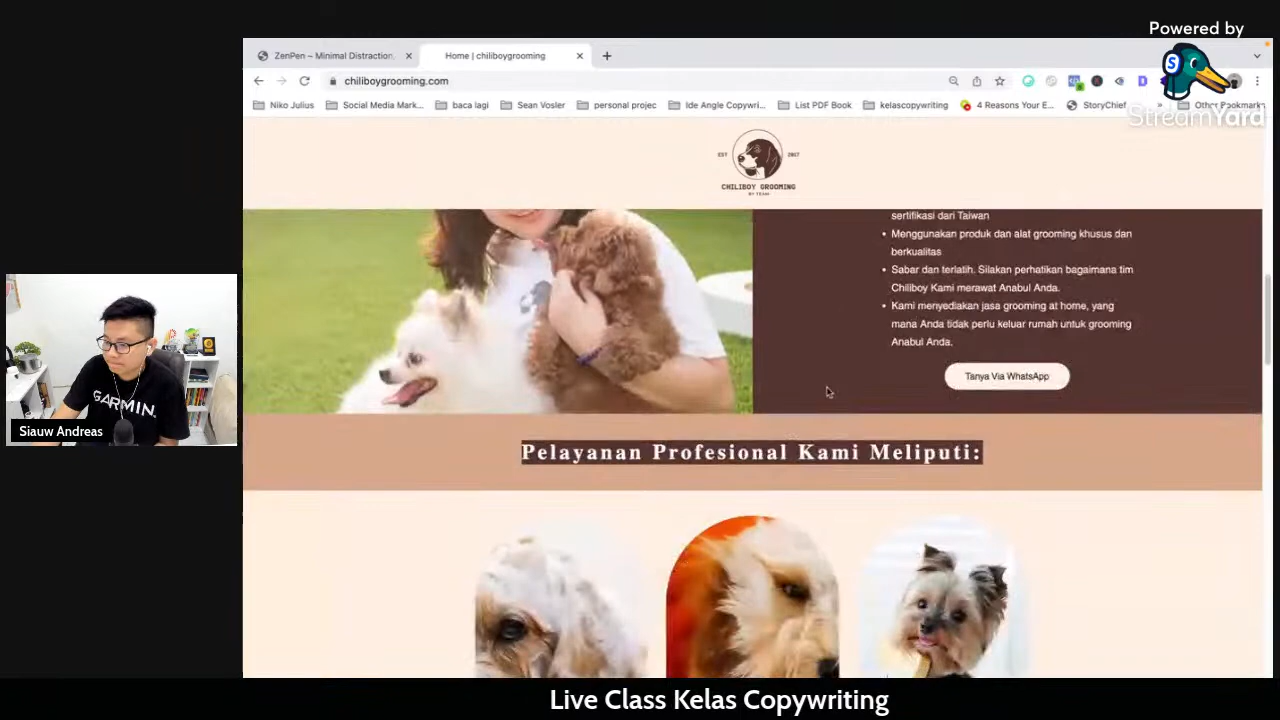 Powered by
StreamYard
ZenPen – Minimal Distraction
Home | chiliboygrooming
chiliboygrooming.com
Niko Julius
Social Media Mark...
baca lagi
Sean Vosler
personal projec
Ide Angle Copywri...
List PDF Book
kelascopywriting
4 Reasons Your E...
StoryChief
»
Other Bookmarks
EST
2017
CHILIBOY GROOMING
BY TEAM
sertifikasi dari Taiwan
• Menggunakan produk dan alat grooming khusus dan
berkualitas
• Sabar dan terlatih. Silakan perhatikan bagaimana tim
Chiliboy Kami merawat Anabul Anda.
• Kami menyediakan jasa grooming at home, yang
mana Anda tidak perlu keluar rumah untuk grooming
Anabul Anda.
Tanya Via WhatsApp
GARMIN
Siauw Andreas
Pelayanan Profesional Kami Meliputi:
Live Class Kelas Copywriting